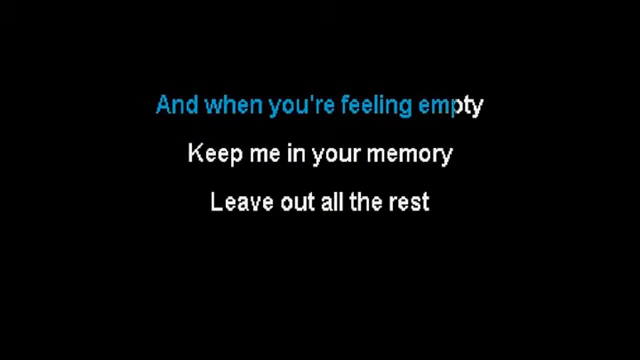 And when you're feeling empty
Keep me in your memory
Leave out all the rest